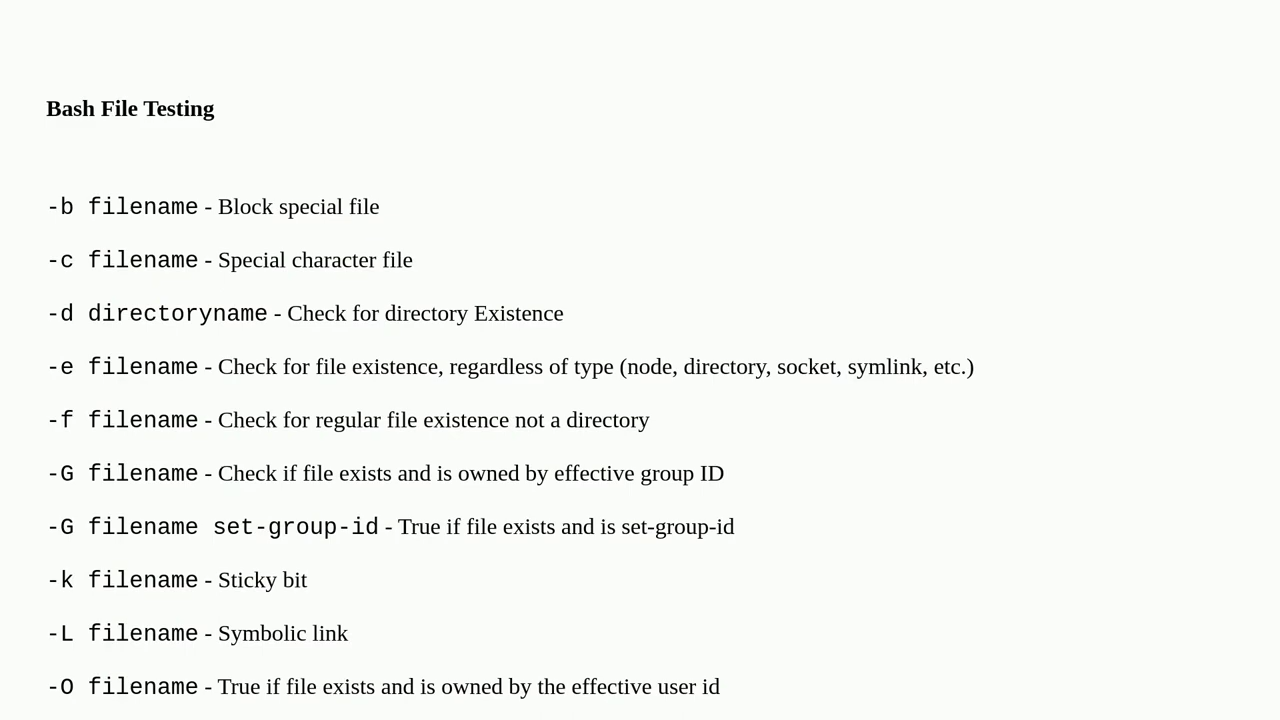 Bash File Testing
-b filename - Block special file
-c filename - Special character file
-d directoryname - Check for directory Existence
-e filename - Check for file existence, regardless of type (node, directory, socket, symlink, etc.)
-f filename - Check for regular file existence not a directory
-G filename - Check if file exists and is owned by effective group ID
-G filename set-group-id - True if file exists and is set-group-id
-k filename - Sticky bit
-L filename - Symbolic link
-O filename - True if file exists and is owned by the effective user id